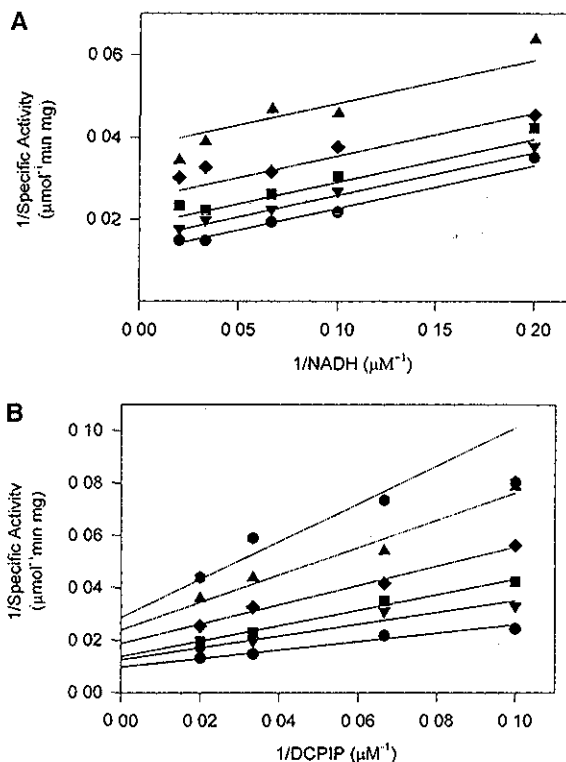 A
1/Specific Activity
(μmol⁻¹min mg)
0 06
0 04
0 02
0 00
0 05
0 10
0 15
0 20
1/NADH (μM⁻¹)
B
1/Specific Activity
(μmol⁻¹min mg)
0 10
0 08
0 06
0 04
0 02
0 00
0 00
0 02
0 04
0 06
0 08
0 10
1/DCPIP (μM⁻¹)